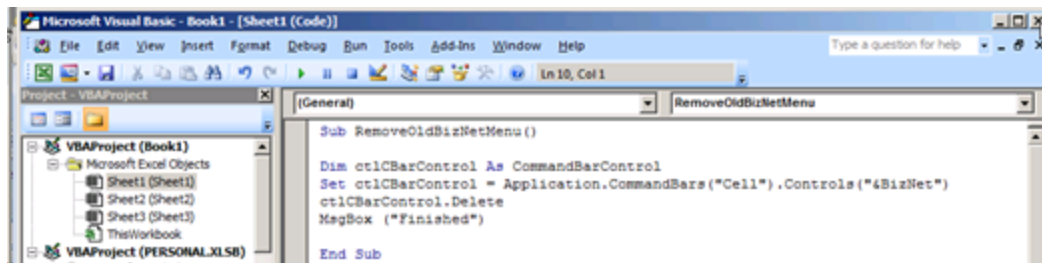 Microsoft Visual Basic - Book1 - [Sheet1 (Code)]
File Edit View Insert Format Debug Run Tools Add-Ins Window Help Type a question for help
Ln 10, Col 1
Project - VBAProject
(General) RemoveOldBizNetMenu
VBAProject (Book1)
Microsoft Excel Objects
Sheet1 (Sheet1)
Sheet2 (Sheet2)
Sheet3 (Sheet3)
ThisWorkbook
VBAProject (PERSONAL.XLSB)
Sub RemoveOldBizNetMenu()
Dim ctlCBarControl As CommandBarControl
Set ctlCBarControl = Application.CommandBars("Cell").Controls("&BizNet")
ctlCBarControl.Delete
MsgBox ("Finished")
End Sub